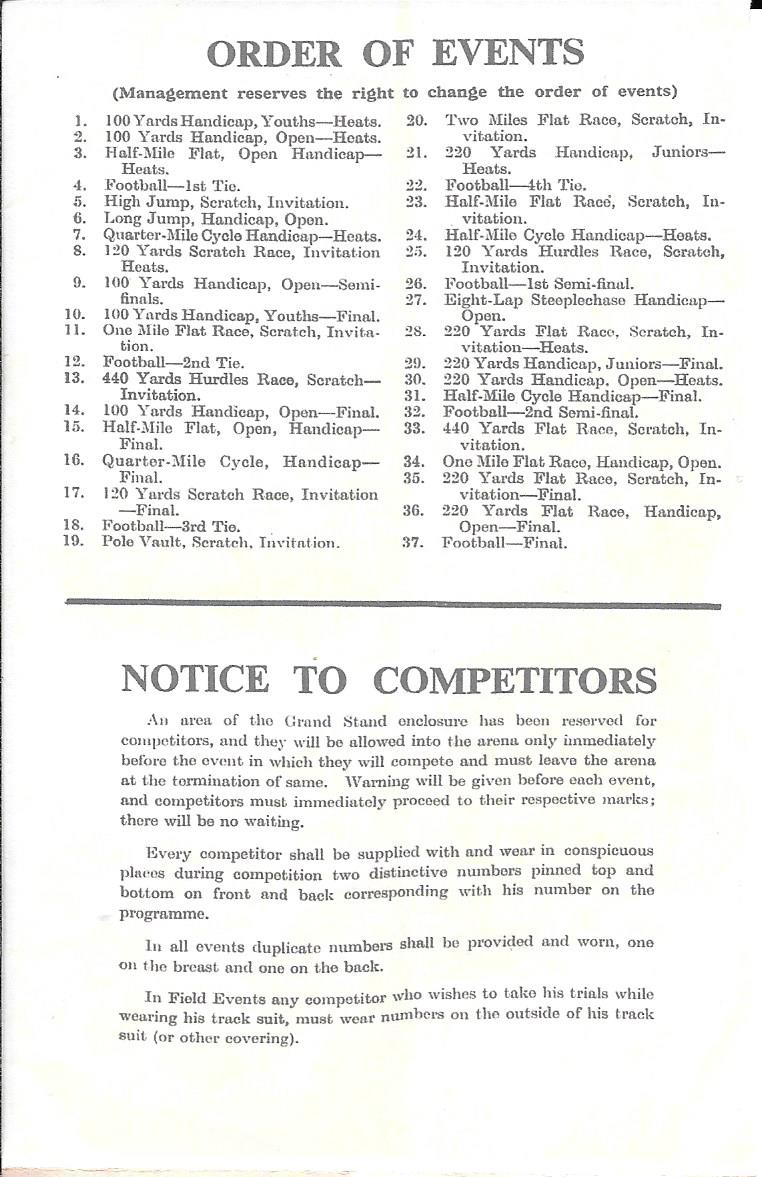 ORDER OF EVENTS
(Management reserves the right to change the order of events)
1. 100 Yards Handicap, Youths—Heats.
2. 100 Yards Handicap, Open—Heats.
3. Half-Mile Flat, Open Handicap—
Heats.
4. Football—1st Tie.
5. High Jump, Scratch, Invitation.
6. Long Jump, Handicap, Open.
7. Quarter-Mile Cycle Handicap—Heats.
8. 120 Yards Scratch Race, Invitation
Heats.
9. 100 Yards Handicap, Open—Semi-
finals.
10. 100 Yards Handicap, Youths—Final.
11. One Mile Flat Race, Scratch, Invita-
tion.
12. Football—2nd Tie.
13. 440 Yards Hurdles Race, Scratch—
Invitation.
14. 100 Yards Handicap, Open—Final.
15. Half-Mile Flat, Open, Handicap—
Final.
16. Quarter-Mile Cycle, Handicap—
Final.
17. 120 Yards Scratch Race, Invitation
—Final.
18. Football—3rd Tie.
19. Pole Vault, Scratch, Invitation.
20. Two Miles Flat Race, Scratch, In-
vitation.
21. 220 Yards Handicap, Juniors—
Heats.
22. Football—4th Tie.
23. Half-Mile Flat Race, Scratch, In-
vitation.
24. Half-Mile Cycle Handicap—Heats.
25. 120 Yards Hurdles Race, Scratch,
Invitation.
26. Football—1st Semi-final.
27. Eight-Lap Steeplechase Handicap—
Open.
28. 220 Yards Flat Race, Scratch, In-
vitation—Heats.
29. 220 Yards Handicap, Juniors—Final.
30. 220 Yards Handicap, Open—Heats.
31. Half-Mile Cycle Handicap—Final.
32. Football—2nd Semi-final.
33. 440 Yards Flat Race, Scratch, In-
vitation.
34. One Mile Flat Race, Handicap, Open.
35. 220 Yards Flat Race, Scratch, In-
vitation—Final.
36. 220 Yards Flat Race, Handicap,
Open—Final.
37. Football—Final.
NOTICE TO COMPETITORS
An area of the Grand Stand enclosure has been reserved for
competitors, and they will be allowed into the arena only immediately
before the event in which they will compete and must leave the arena
at the termination of same. Warning will be given before each event,
and competitors must immediately proceed to their respective marks;
there will be no waiting.
Every competitor shall be supplied with and wear in conspicuous
places during competition two distinctive numbers pinned top and
bottom on front and back corresponding with his number on the
programme.
In all events duplicate numbers shall be provided and worn, one
on the breast and one on the back.
In Field Events any competitor who wishes to take his trials while
wearing his track suit, must wear numbers on the outside of his track
suit (or other covering).